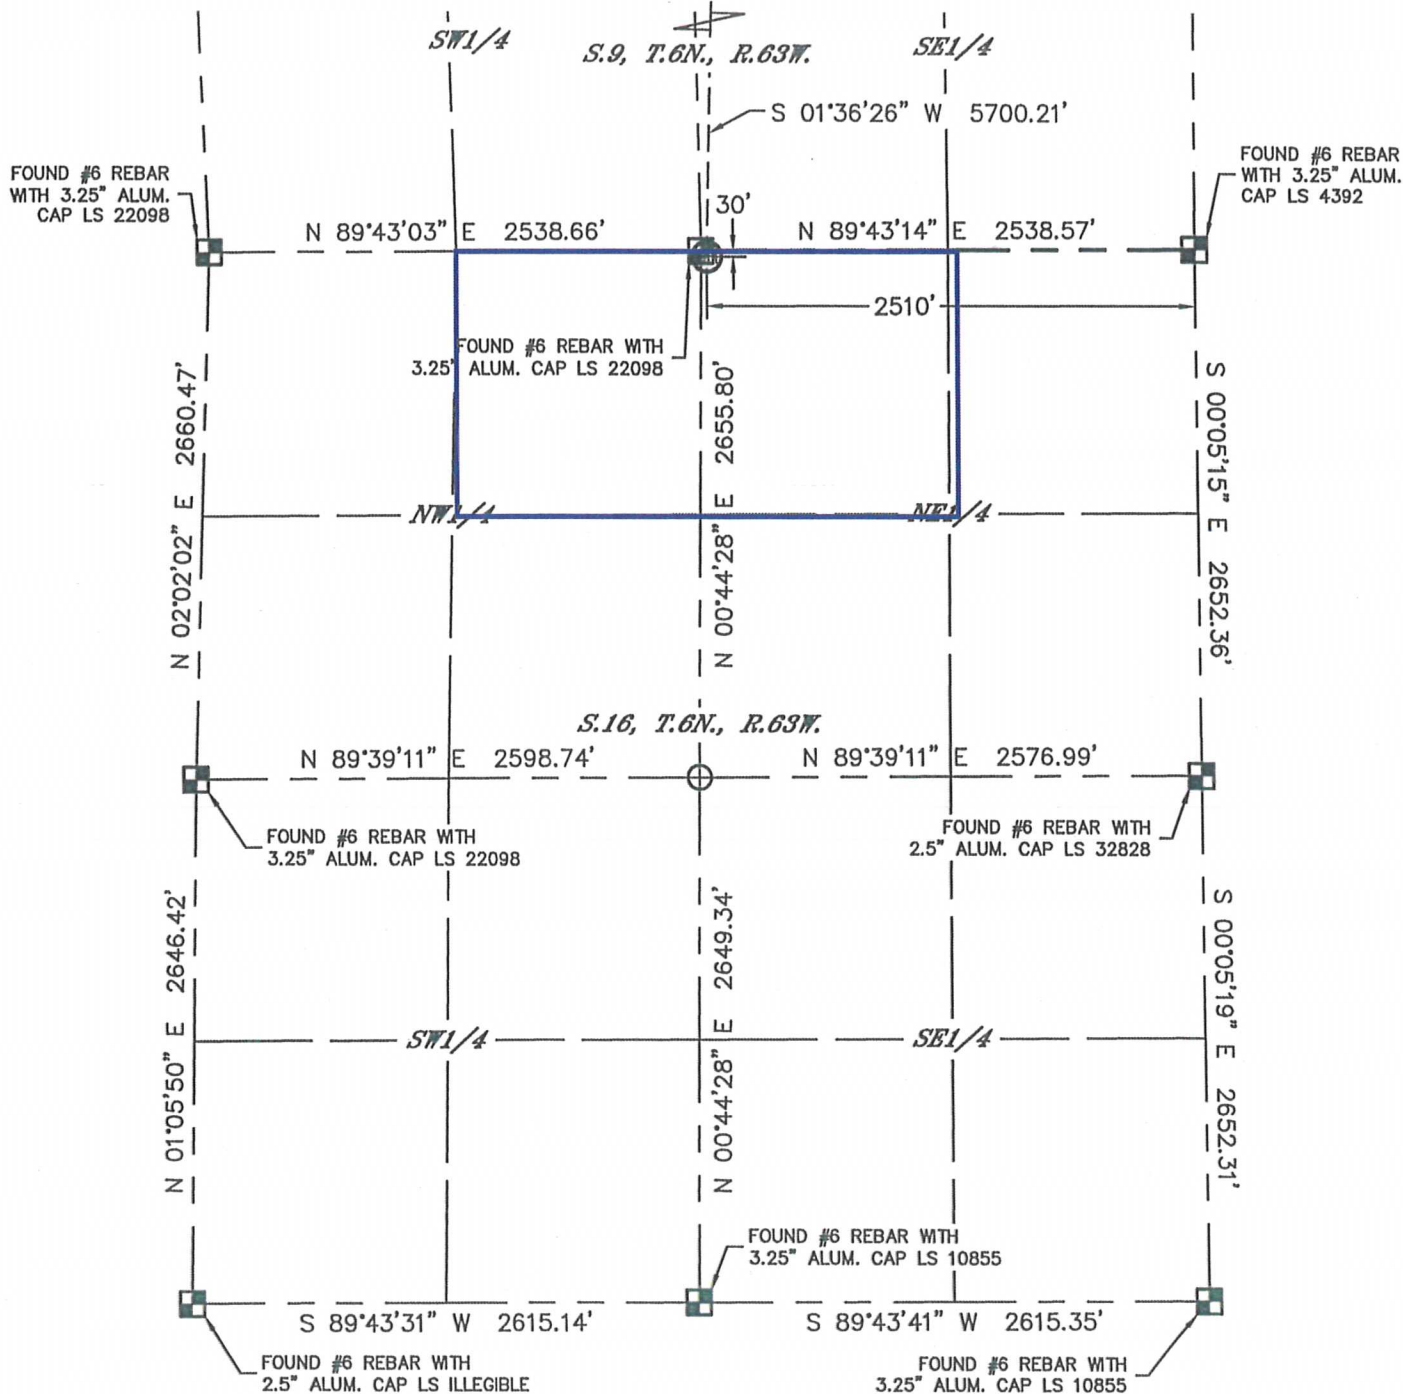 SW1/4
S.9, T.6N., R.63W.
SE1/4
S 01°36'26" W 5700.21'
FOUND #6 REBAR
WITH 3.25" ALUM.
CAP LS 22098
FOUND #6 REBAR
WITH 3.25" ALUM.
CAP LS 4392
30'
N 89°43'03" E 2538.66'
N 89°43'14" E 2538.57'
2510'
FOUND #6 REBAR WITH
3.25" ALUM. CAP LS 22098
N 02°02'02" E 2660.47'
N 00°44'28" E 2655.80'
S 00°05'15" E 2652.36'
NW1/4
NE1/4
S.16, T.6N., R.63W.
N 89°39'11" E 2598.74'
N 89°39'11" E 2576.99'
FOUND #6 REBAR WITH
3.25" ALUM. CAP LS 22098
FOUND #6 REBAR WITH
2.5" ALUM. CAP LS 32828
N 01°05'50" E 2646.42'
N 00°44'28" E 2649.34'
S 00°05'19" E 2652.31'
SW1/4
SE1/4
FOUND #6 REBAR WITH
3.25" ALUM. CAP LS 10855
S 89°43'31" W 2615.14'
S 89°43'41" W 2615.35'
FOUND #6 REBAR WITH
2.5" ALUM. CAP LS ILLEGIBLE
FOUND #6 REBAR WITH
3.25" ALUM. CAP LS 10855